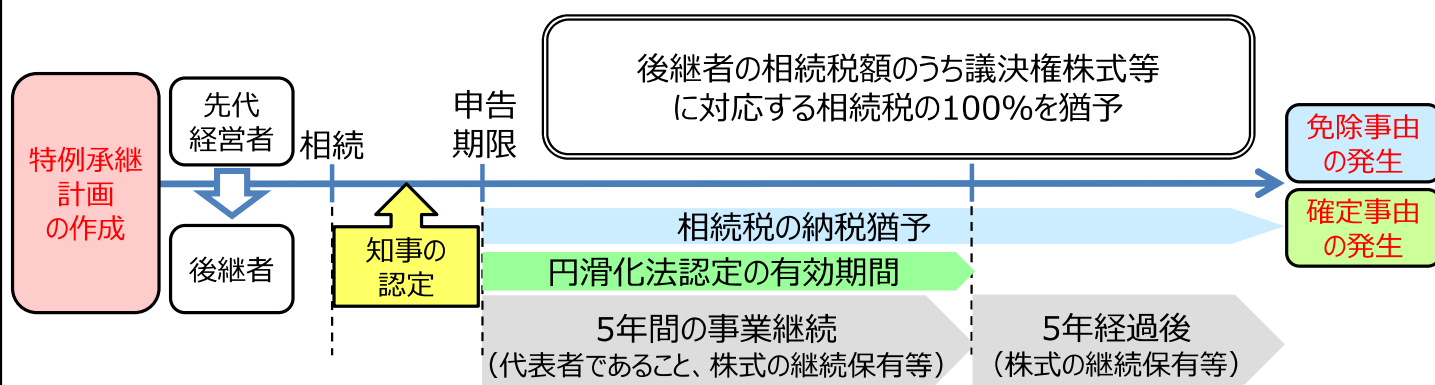 特例承継
計画
の作成
先代
経営者
後継者
相続
知事の
認定
申告
期限
後継者の相続税額のうち議決権株式等
に対応する相続税の100%を猶予
相続税の納税猶予
円滑化法認定の有効期間
5年間の事業継続
（代表者であること、株式の継続保有等）
5年経過後
（株式の継続保有等）
免除事由
の発生
確定事由
の発生